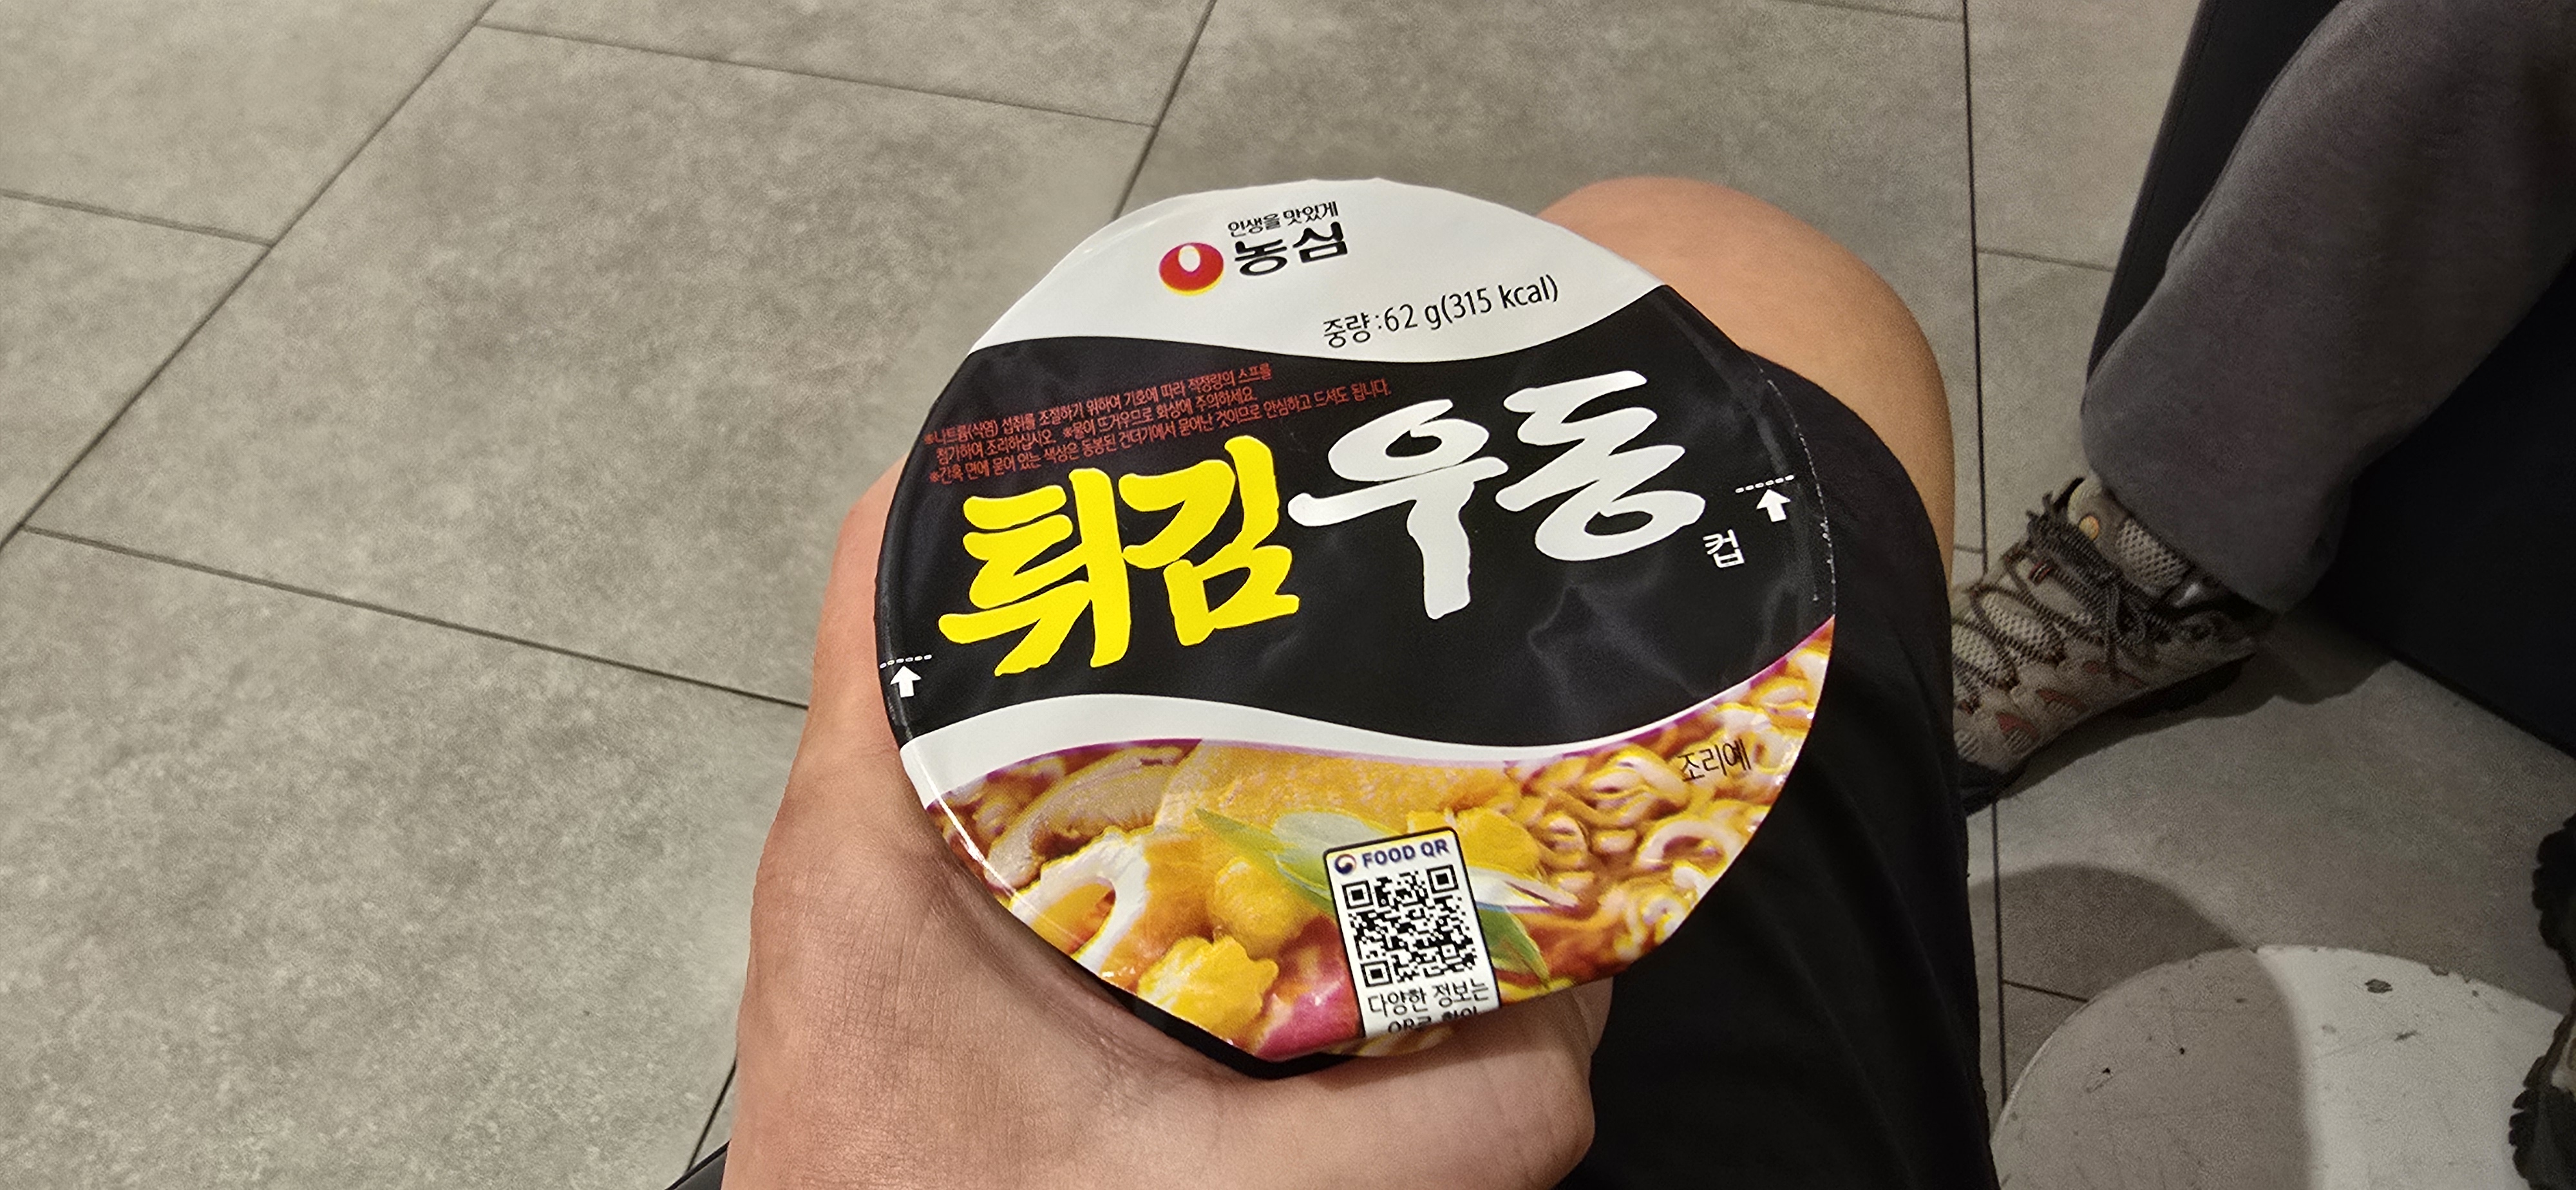 인생을 맛있게
농심
중량:62 g(315 kcal)
※나트륨(식염) 섭취를 조절하기 위하여 기호에 따라 적정량의 스프를
첨가하여 조리하십시오. ※물이 뜨거우므로 화상에 주의하세요.
※간혹 면에 묻어 있는 색상은 동봉된 건더기에서 묻어난 것이므로 안심하고 드셔도 됩니다.
튀김우동
컵
조리예
FOOD QR
다양한 정보는
QR로 확인